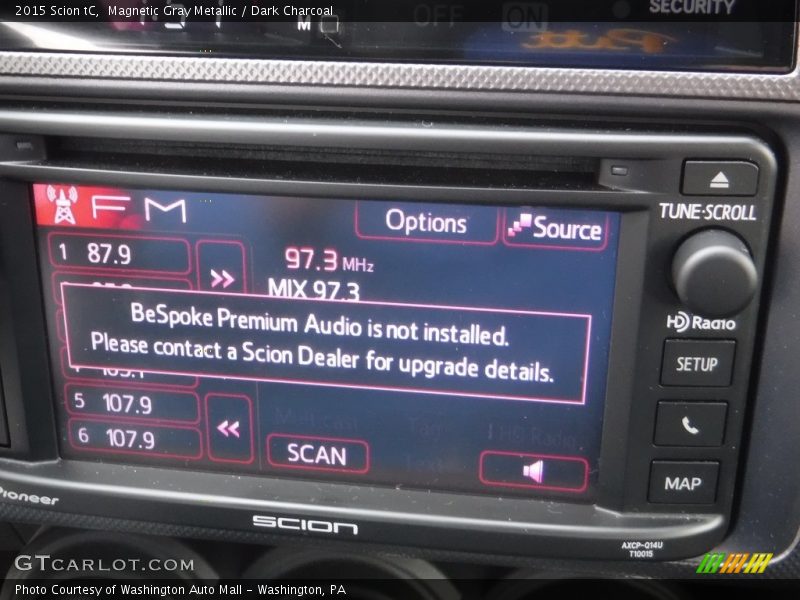 2015 Scion tC, Magnetic Gray Metallic / Dark Charcoal
M
OFF
ON
SECURITY
FM
Options
Source
1 87.9
97.3 MHz
MIX 97.3
BeSpoke Premium Audio is not installed.
Please contact a Scion Dealer for upgrade details.
5 107.9
6 107.9
SCAN
TUNE·SCROLL
HD Radio
SETUP
MAP
Pioneer
SCION
AXCP-Q14U
T10015
GTCARLOT.COM
Photo Courtesy of Washington Auto Mall - Washington, PA